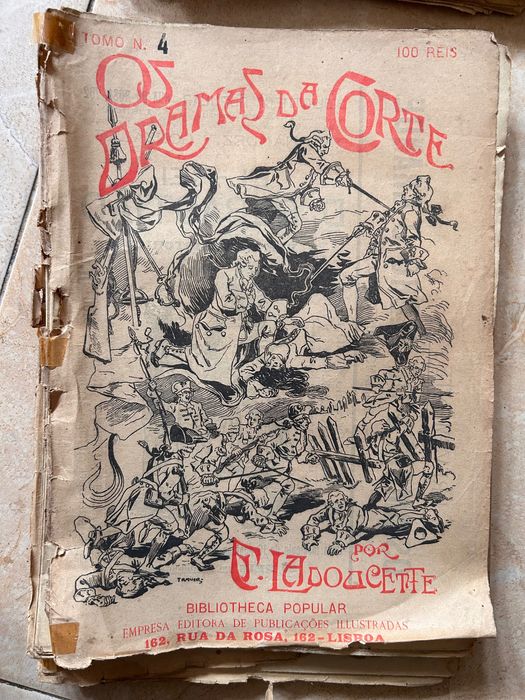 TOMO N. 4
100 REIS
OS
DRAMAS DA CORTE
POR
E. LADOUCETTE
BIBLIOTHECA POPULAR
EMPRESA EDITORA DE PUBLICAÇÕES ILLUSTRADAS
162, RUA DA ROSA, 162-LISBOA